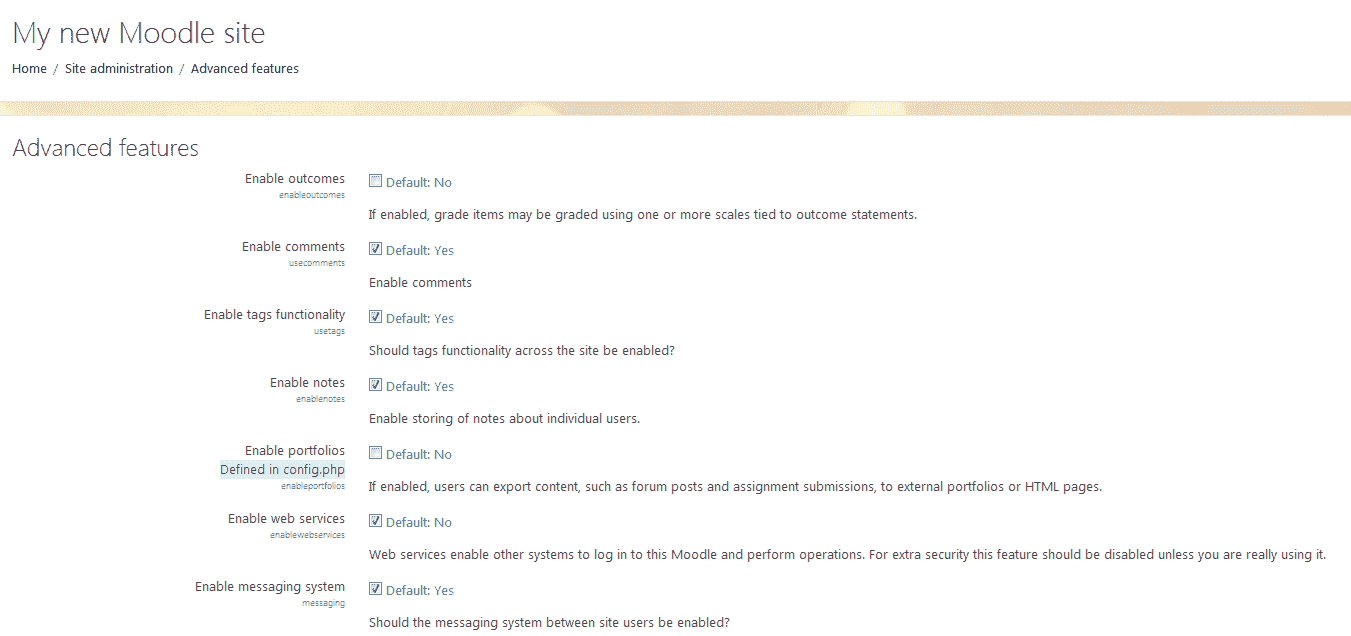 My new Moodle site
Home / Site administration / Advanced features
Advanced features
Enable outcomes
enableoutcomes
Default: No
If enabled, grade items may be graded using one or more scales tied to outcome statements.
Enable comments
usecomments
Default: Yes
Enable comments
Enable tags functionality
usetags
Default: Yes
Should tags functionality across the site be enabled?
Enable notes
enablenotes
Default: Yes
Enable storing of notes about individual users.
Enable portfolios
Defined in config.php
enableportfolios
Default: No
If enabled, users can export content, such as forum posts and assignment submissions, to external portfolios or HTML pages.
Enable web services
enablewebservices
Default: No
Web services enable other systems to log in to this Moodle and perform operations. For extra security this feature should be disabled unless you are really using it.
Enable messaging system
messaging
Default: Yes
Should the messaging system between site users be enabled?